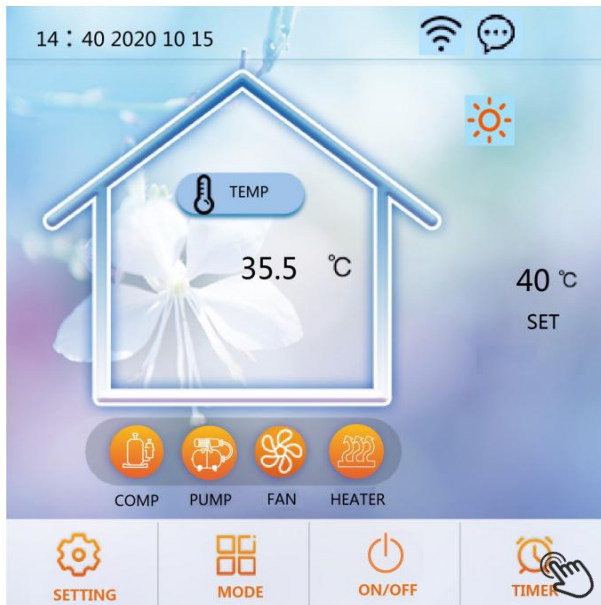 14：40 2020 10 15
TEMP
35.5 ℃
40 ℃
SET
COMP PUMP FAN HEATER
SETTING MODE ON/OFF TIMER